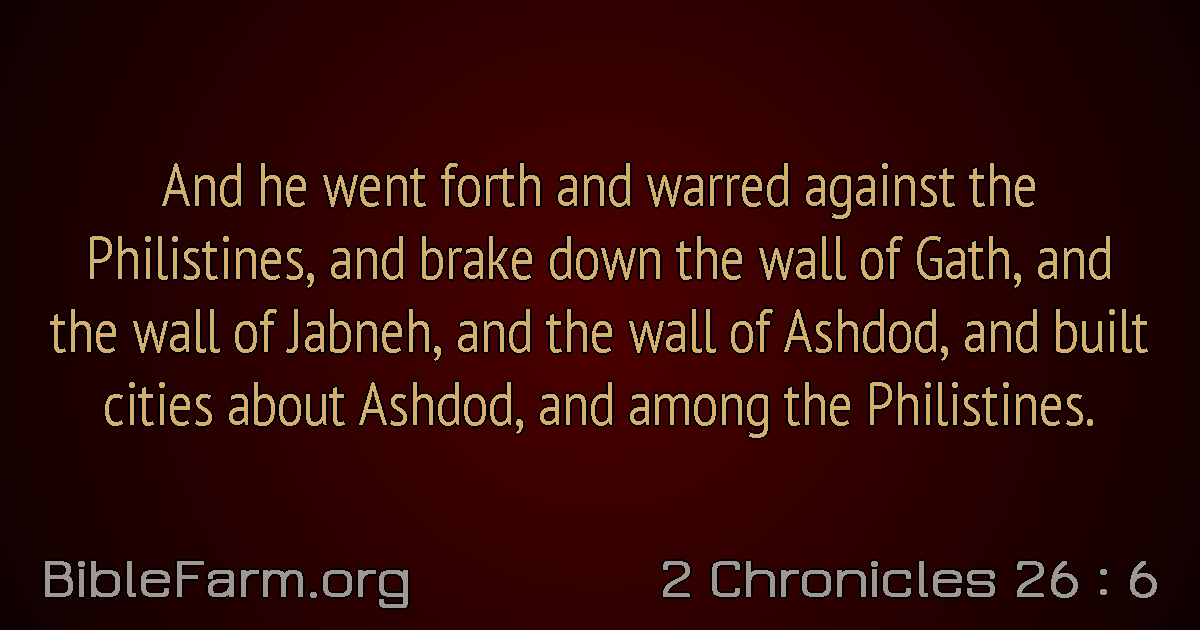 And he went forth and warred against the
Philistines, and brake down the wall of Gath, and
the wall of Jabneh, and the wall of Ashdod, and built
cities about Ashdod, and among the Philistines.
BibleFarm.org
2 Chronicles 26 : 6